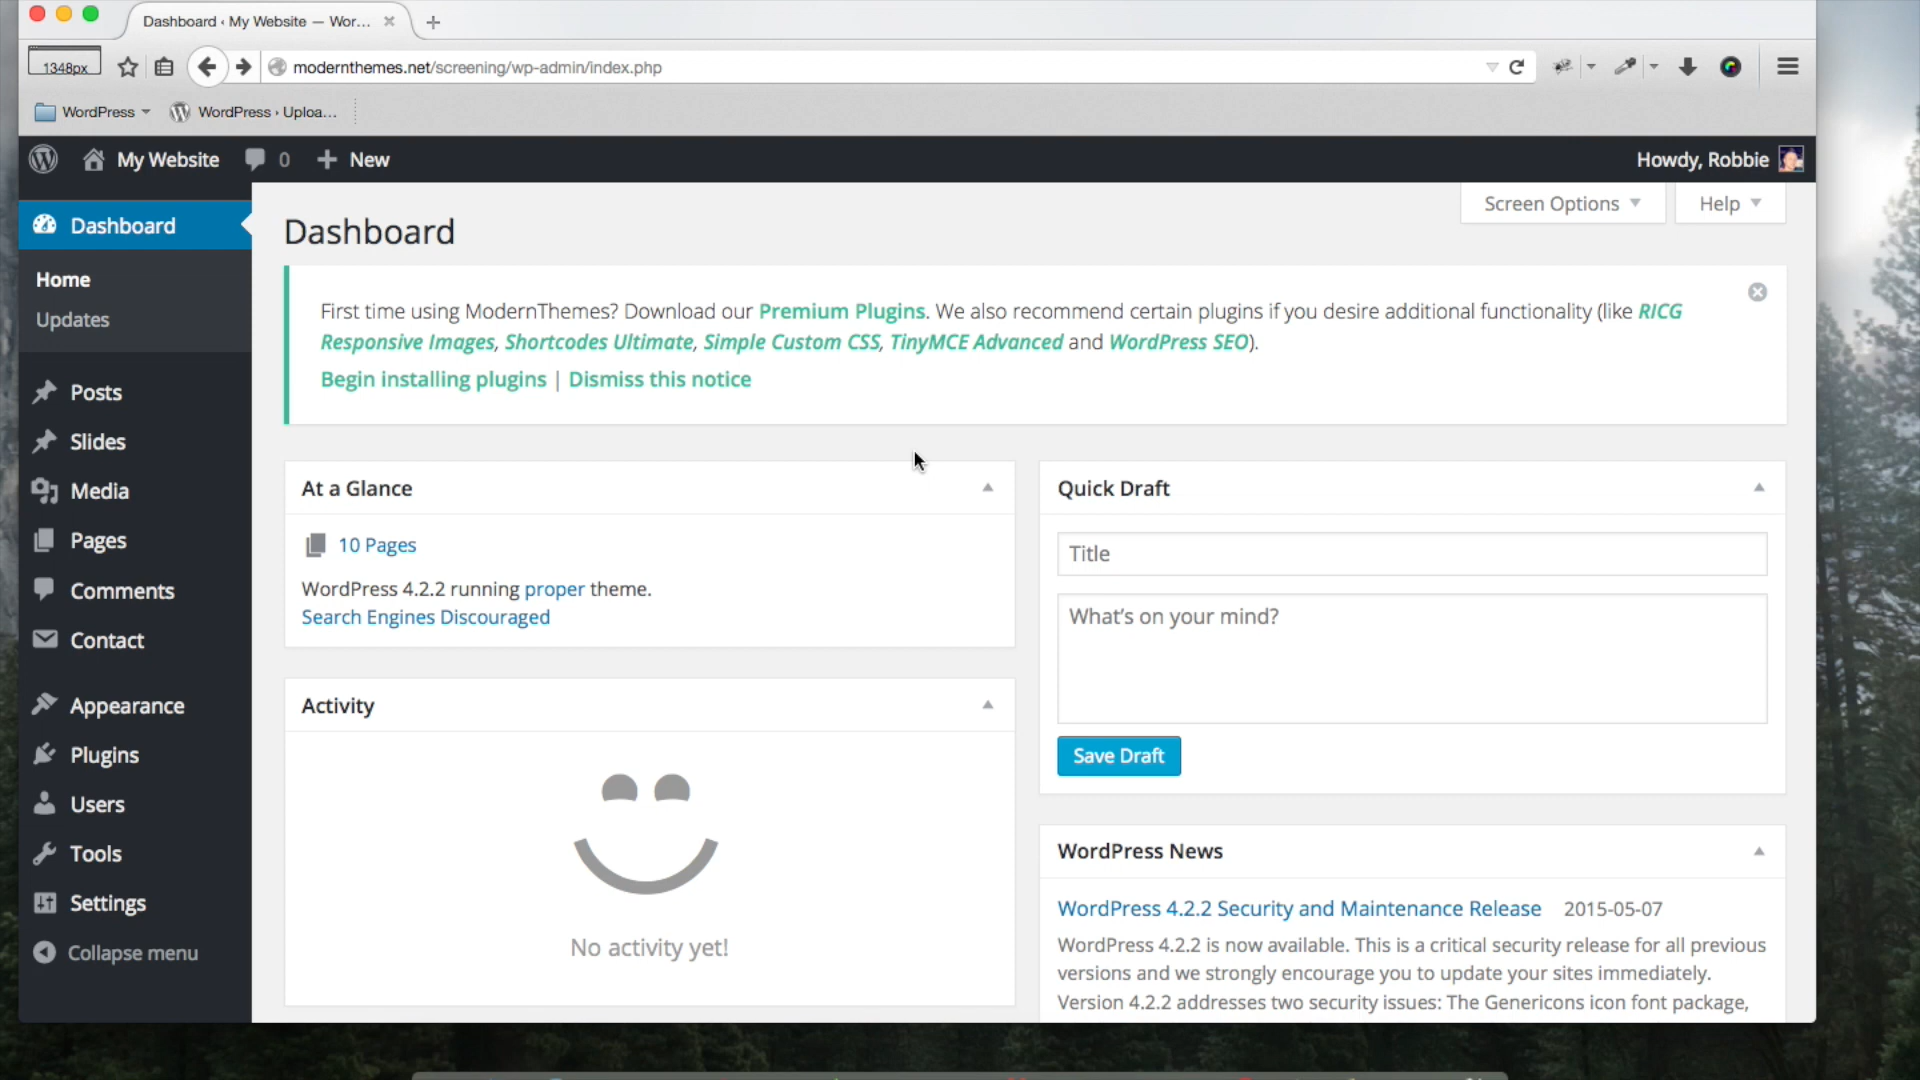 Dashboard ‹ My Website — Wor...
1348px
modernthemes.net/screening/wp-admin/index.php
WordPress
WordPress › Uploa...
My Website
0
New
Howdy, Robbie
Screen Options
Help
Dashboard
Home
Updates
Posts
Slides
Media
Pages
Comments
Contact
Appearance
Plugins
Users
Tools
Settings
Collapse menu
Dashboard
First time using ModernThemes? Download our Premium Plugins. We also recommend certain plugins if you desire additional functionality (like RICG
Responsive Images, Shortcodes Ultimate, Simple Custom CSS, TinyMCE Advanced and WordPress SEO).
Begin installing plugins | Dismiss this notice
At a Glance
10 Pages
WordPress 4.2.2 running proper theme.
Search Engines Discouraged
Activity
No activity yet!
Quick Draft
Title
What's on your mind?
Save Draft
WordPress News
WordPress 4.2.2 Security and Maintenance Release 2015-05-07
WordPress 4.2.2 is now available. This is a critical security release for all previous
versions and we strongly encourage you to update your sites immediately.
Version 4.2.2 addresses two security issues: The Genericons icon font package,